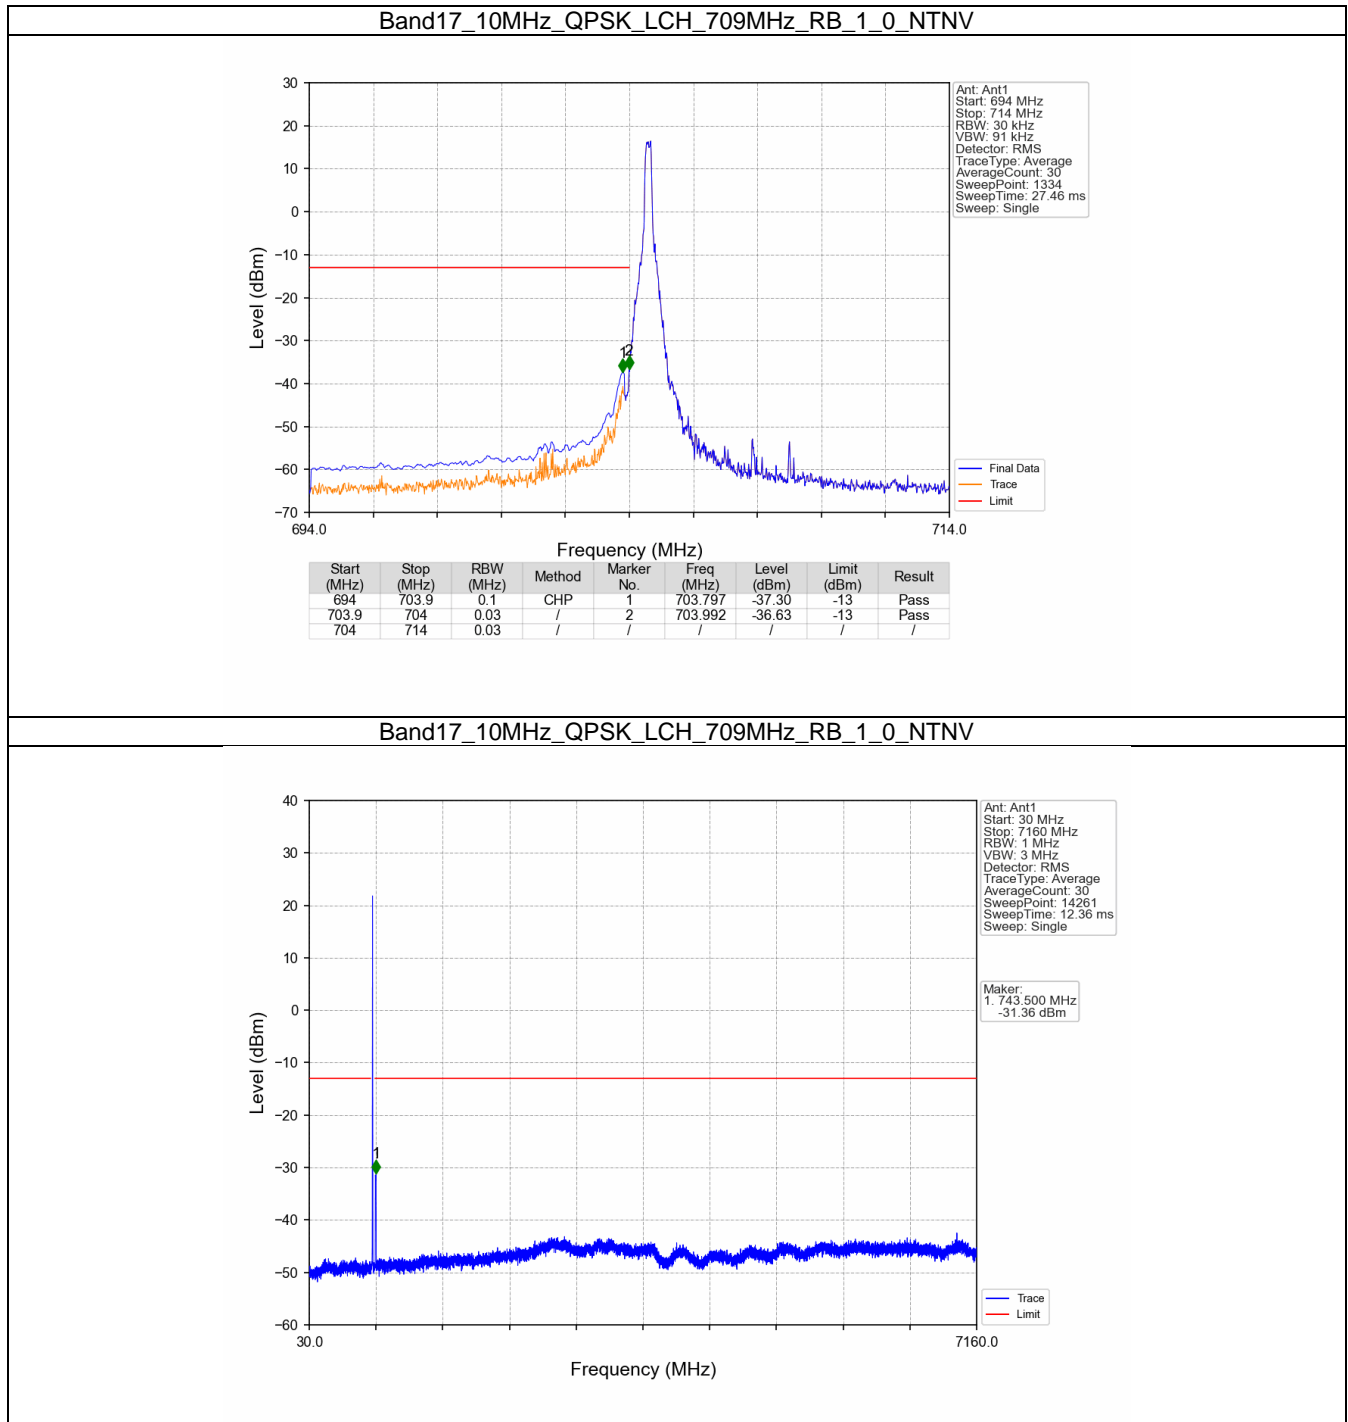 Band17_10MHz_QPSK_LCH_709MHz_RB_1_0_NTNV
30
20
10
0
−10
−20
−30
−40
−50
−60
−70
Level (dBm)
1
2
694.0
714.0
Frequency (MHz)
Ant: Ant1
Start: 694 MHz
Stop: 714 MHz
RBW: 30 kHz
VBW: 91 kHz
Detector: RMS
TraceType: Average
AverageCount: 30
SweepPoint: 1334
SweepTime: 27.46 ms
Sweep: Single
Final Data
Trace
Limit
Start (MHz) Stop (MHz) RBW (MHz) Method Marker No. Freq (MHz) Level (dBm) Limit (dBm) Result
694 703.9 0.1 CHP 1 703.797 -37.30 -13 Pass
703.9 704 0.03 / 2 703.992 -36.63 -13 Pass
704 714 0.03 / / / / / /
Band17_10MHz_QPSK_LCH_709MHz_RB_1_0_NTNV
40
30
20
10
0
−10
−20
−30
−40
−50
−60
Level (dBm)
1
30.0
7160.0
Frequency (MHz)
Ant: Ant1
Start: 30 MHz
Stop: 7160 MHz
RBW: 1 MHz
VBW: 3 MHz
Detector: RMS
TraceType: Average
AverageCount: 30
SweepPoint: 14261
SweepTime: 12.36 ms
Sweep: Single
Maker:
1. 743.500 MHz
-31.36 dBm
Trace
Limit